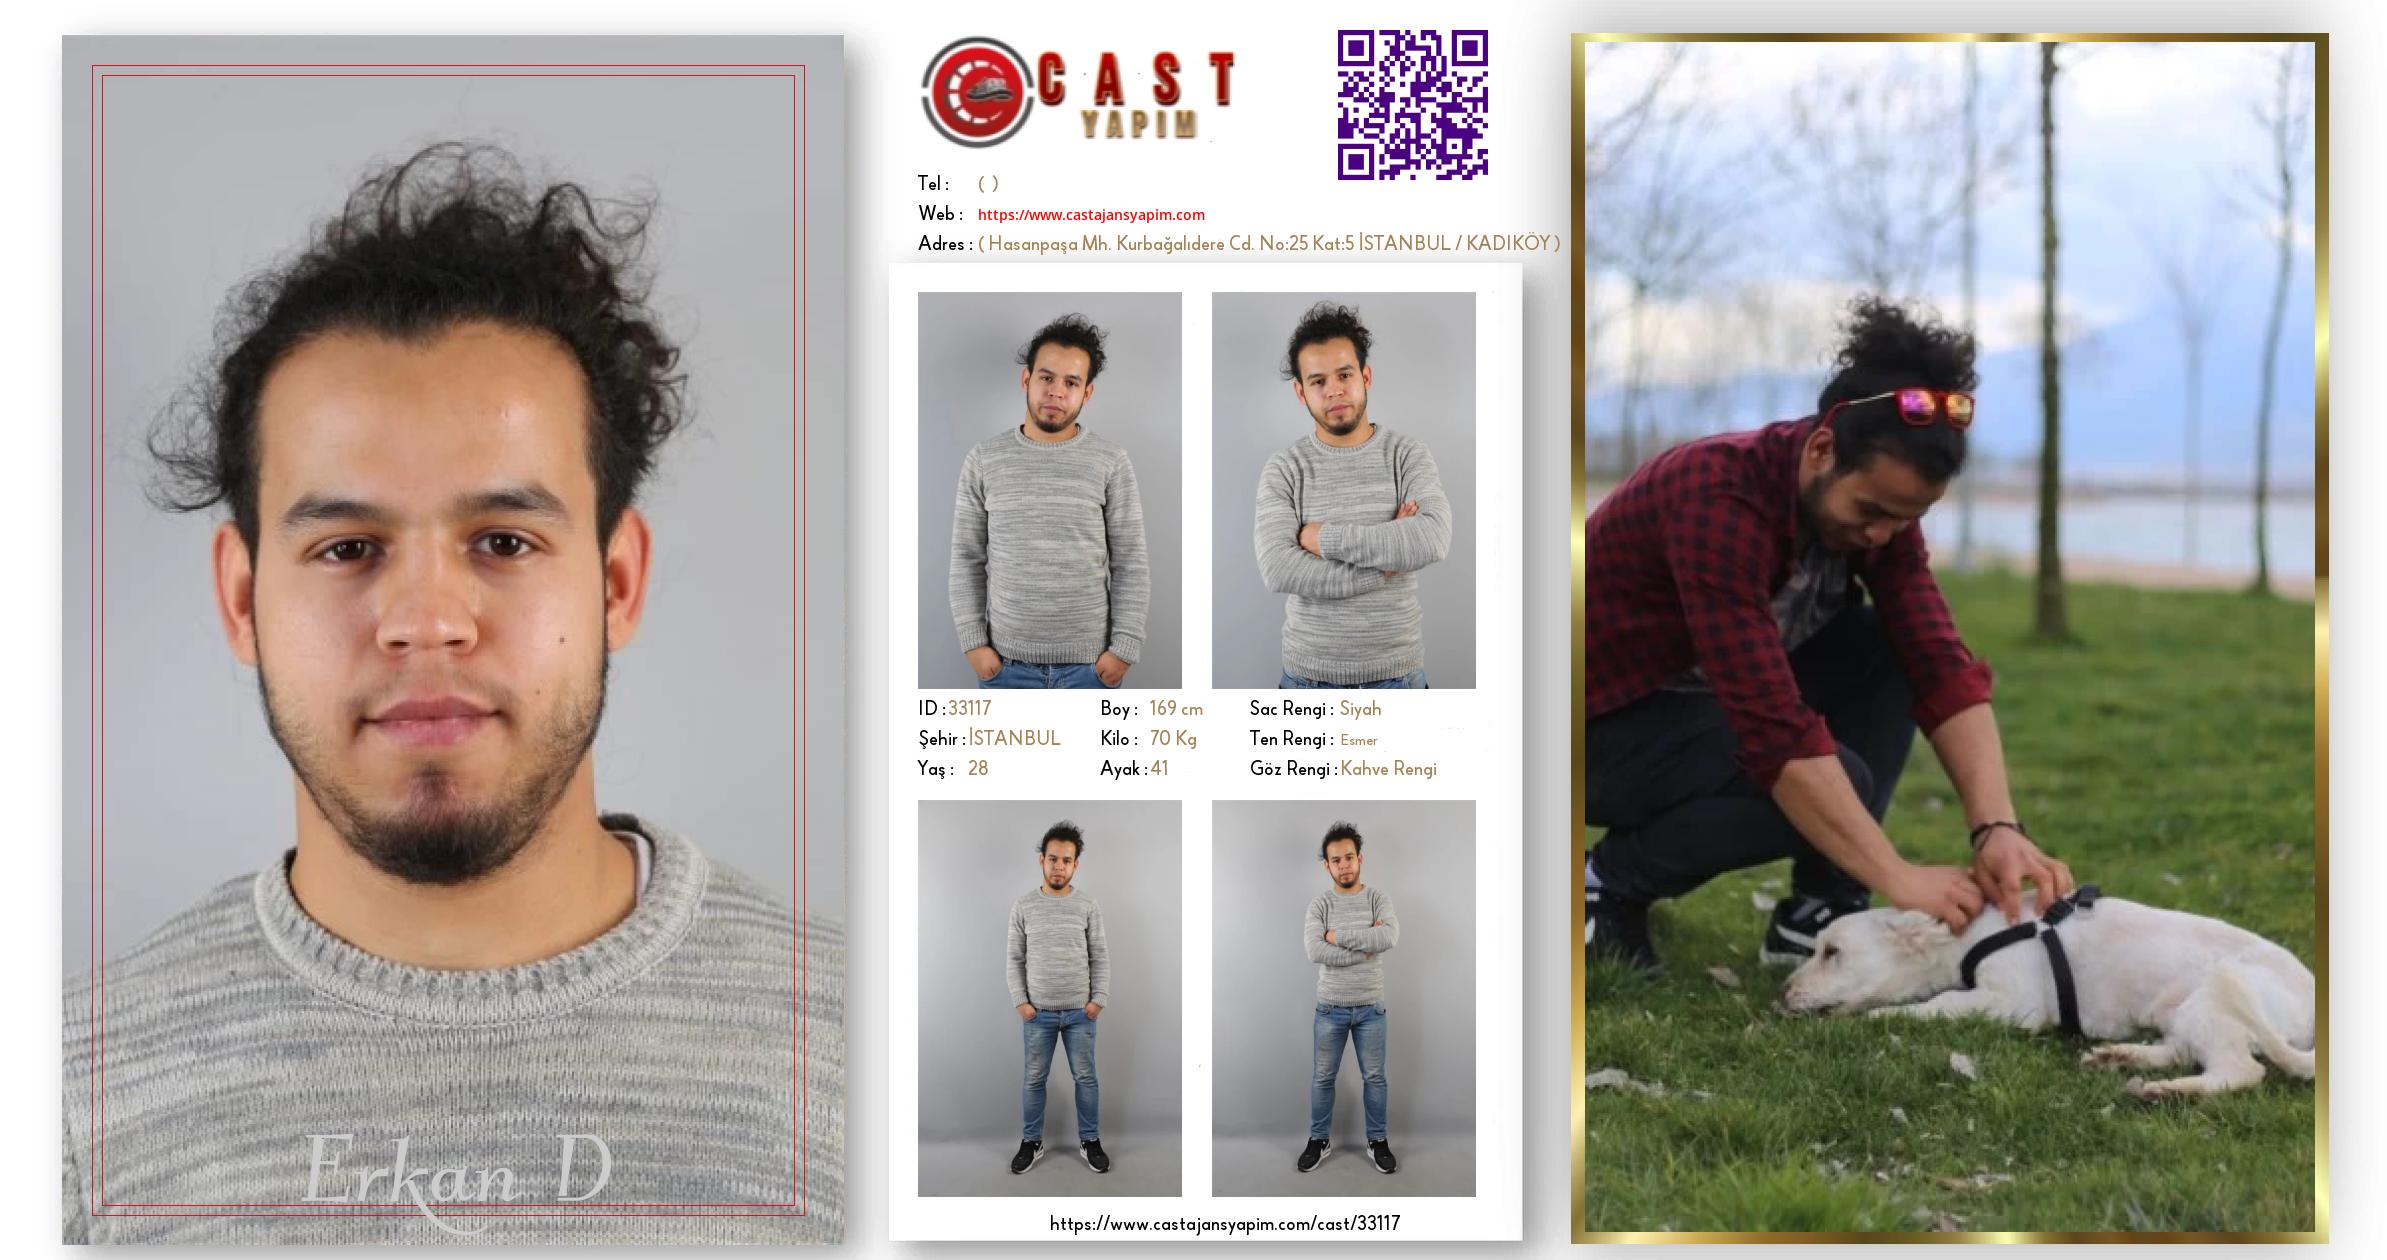 Erkan D
CAST
YAPIM
Tel : ( )
Web : https://www.castajansyapim.com
Adres : ( Hasanpaşa Mh. Kurbağalıdere Cd. No:25 Kat:5 İSTANBUL / KADIKÖY )
ID : 33117 Boy : 169 cm Sac Rengi : Siyah
Şehir : İSTANBUL Kilo : 70 Kg Ten Rengi : Esmer
Yaş : 28 Ayak : 41 Göz Rengi : Kahve Rengi
https://www.castajansyapim.com/cast/33117